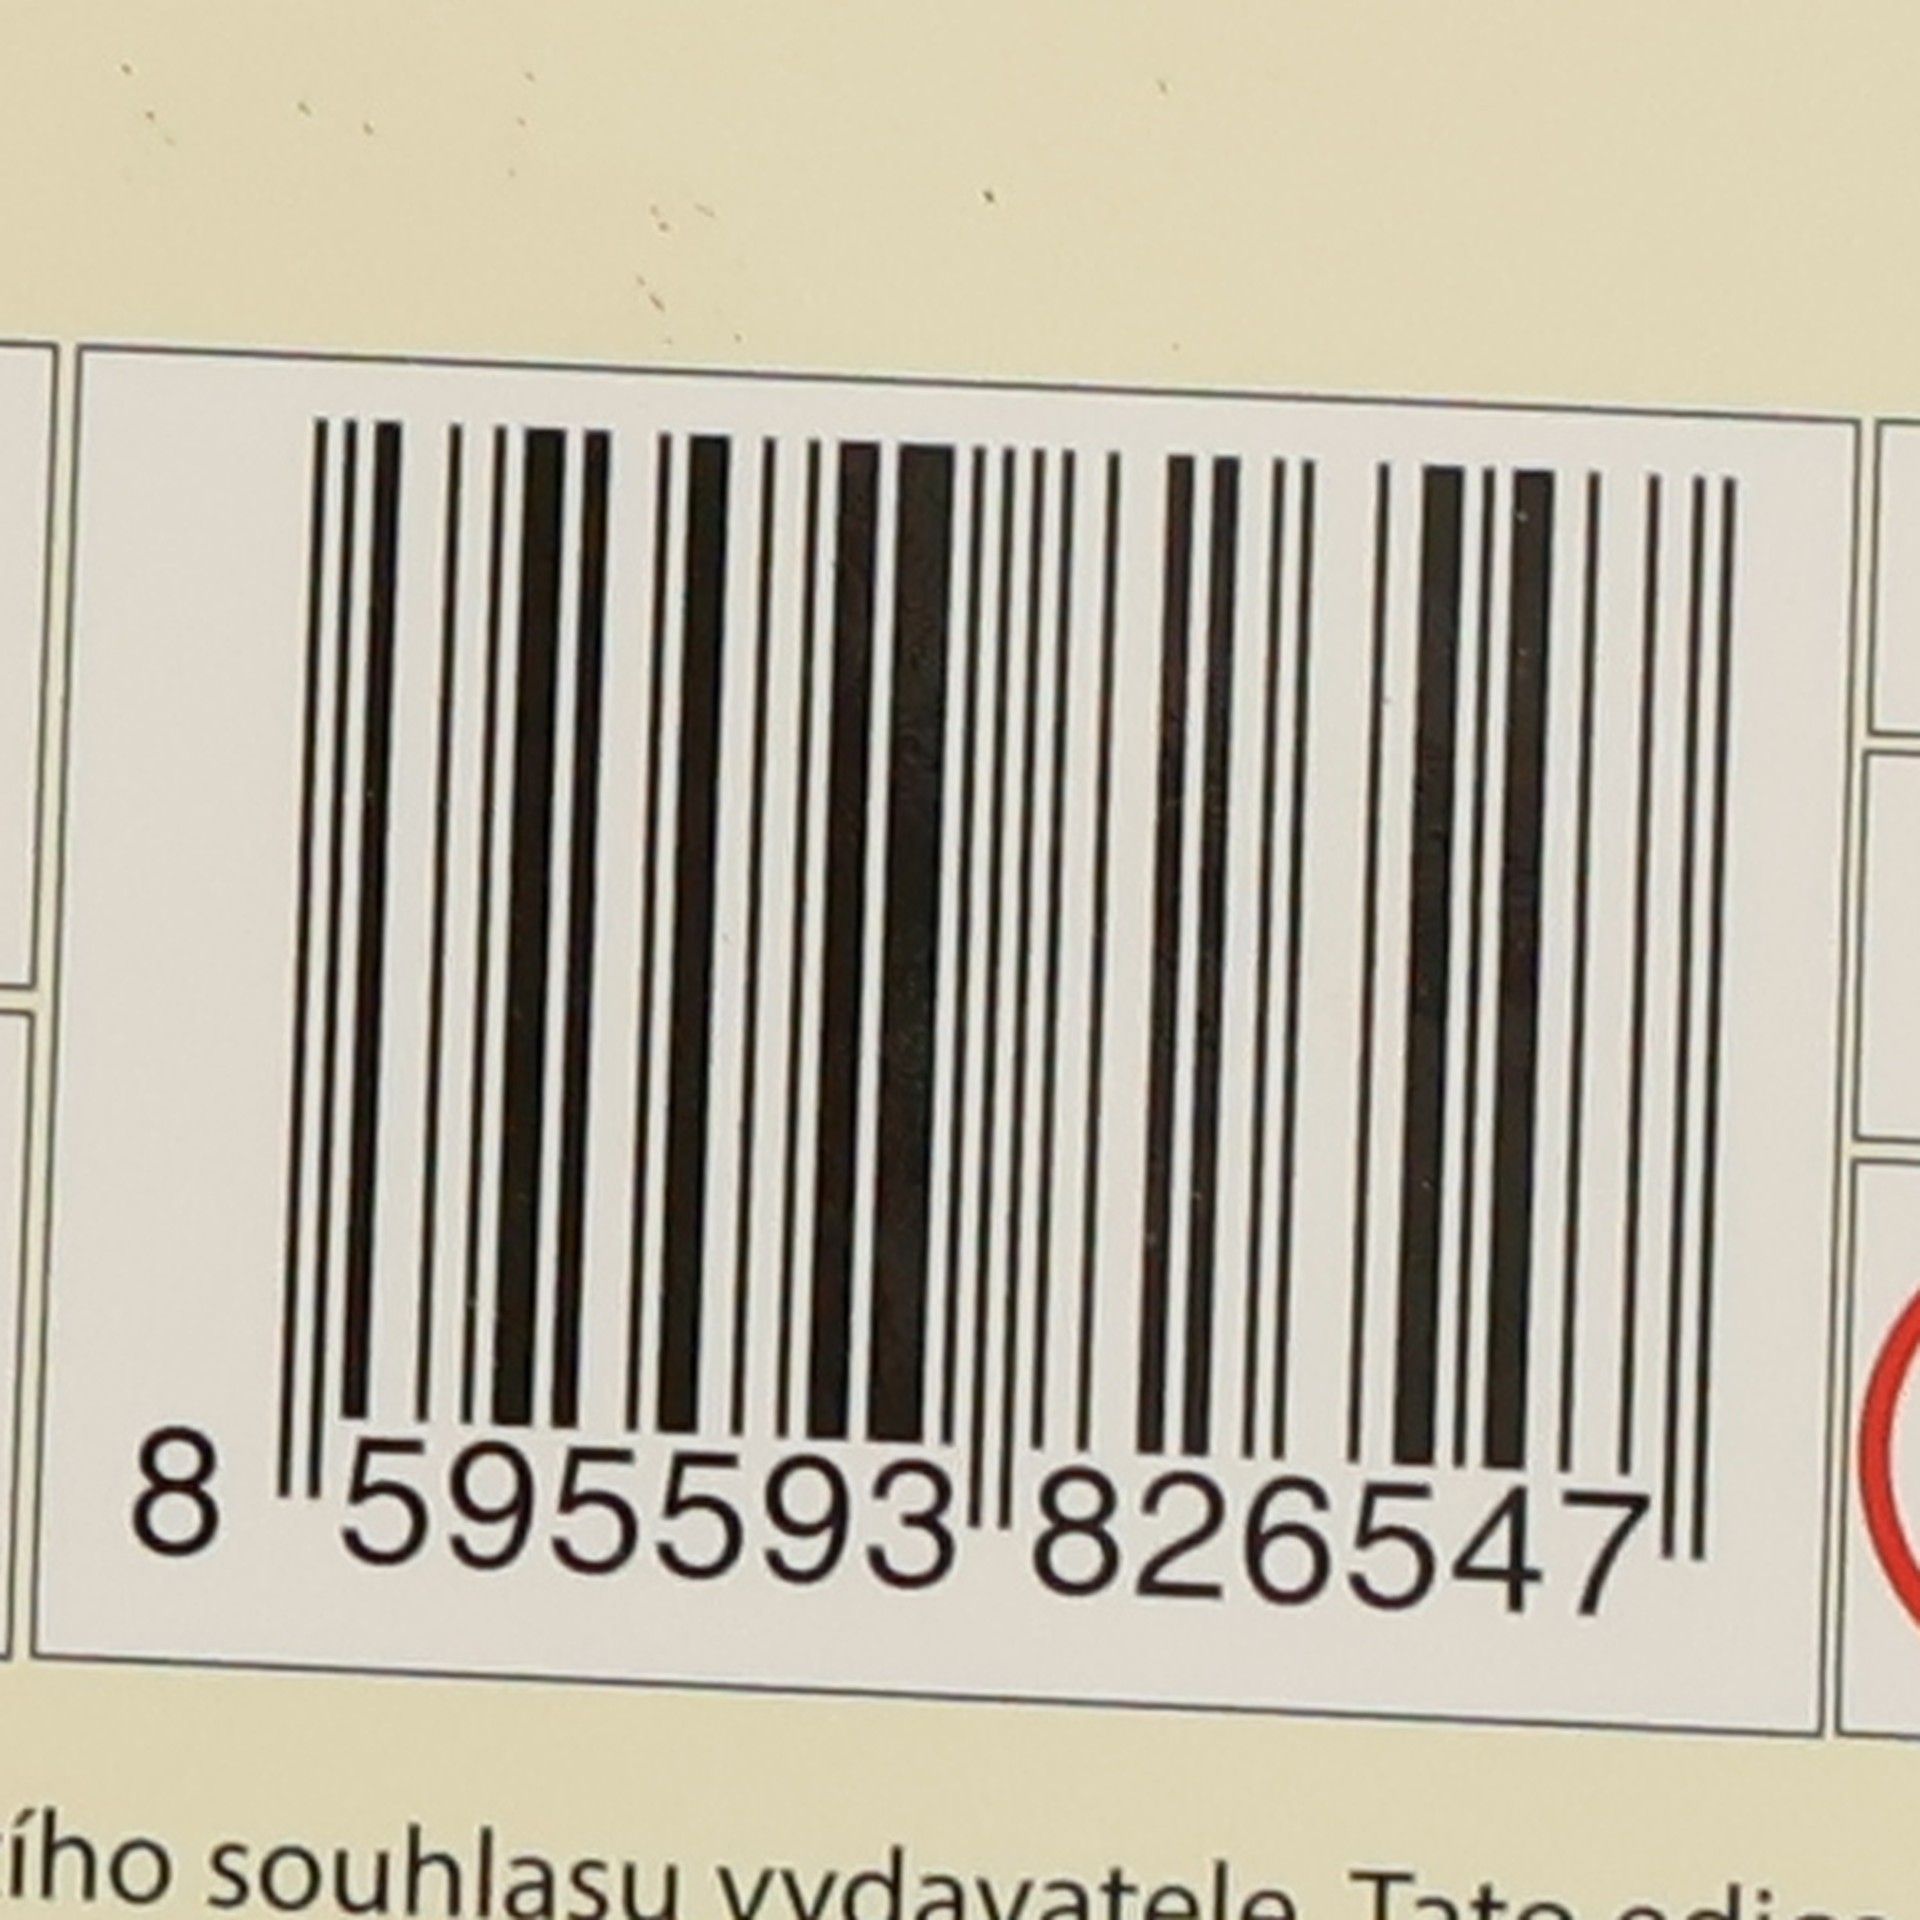 8 595593 826547
ího souhlasu vydavatele. Tato edice